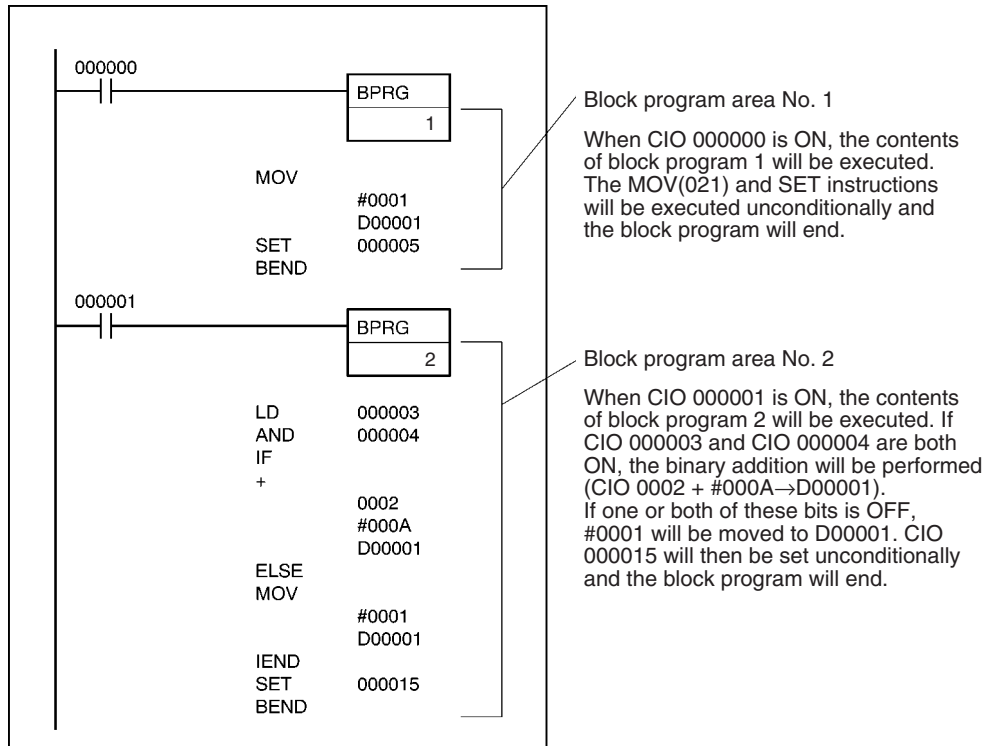 000000
BPRG
1
MOV
#0001
D00001
SET 000005
BEND
Block program area No. 1
When CIO 000000 is ON, the contents
of block program 1 will be executed.
The MOV(021) and SET instructions
will be executed unconditionally and
the block program will end.
000001
BPRG
2
LD 000003
AND 000004
IF
+
0002
#000A
D00001
ELSE
MOV
#0001
D00001
IEND
SET 000015
BEND
Block program area No. 2
When CIO 000001 is ON, the contents
of block program 2 will be executed. If
CIO 000003 and CIO 000004 are both
ON, the binary addition will be performed
(CIO 0002 + #000A→D00001).
If one or both of these bits is OFF,
#0001 will be moved to D00001. CIO
000015 will then be set unconditionally
and the block program will end.